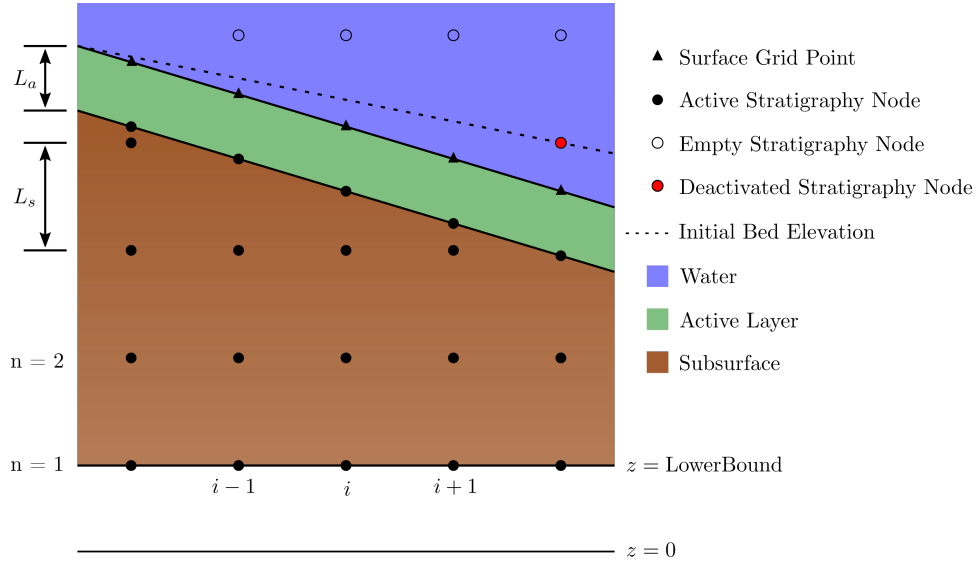 L_a
L_s
n = 2
n = 1
i − 1
i
i + 1
Surface Grid Point
Active Stratigraphy Node
Empty Stratigraphy Node
Deactivated Stratigraphy Node
Initial Bed Elevation
Water
Active Layer
Subsurface
z = LowerBound
z = 0